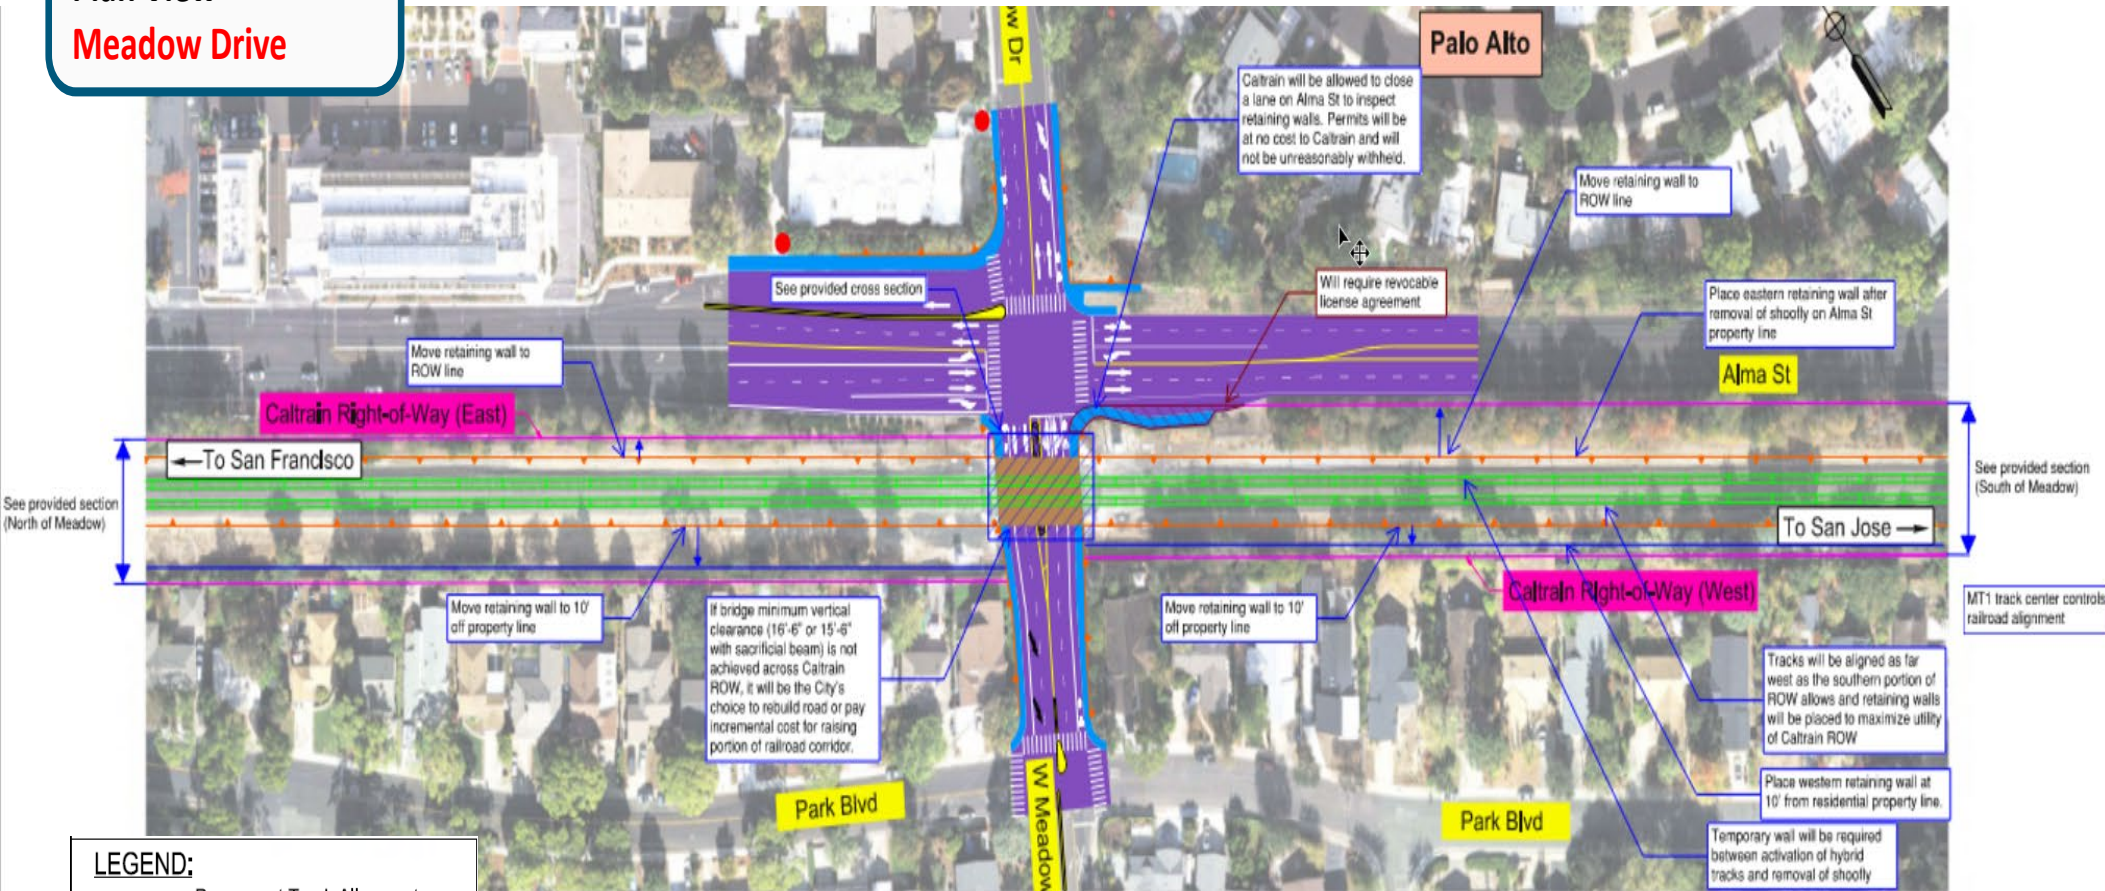 Plan View
Meadow Drive
ow Dr
Palo Alto
Caltrain will be allowed to close
a lane on Alma St to inspect
retaining walls. Permits will be
at no cost to Caltrain and will
not be unreasonably withheld.
Move retaining wall to
ROW line
See provided cross section
Will require revocable
license agreement
Place eastern retaining wall after
removal of shoofly on Alma St
property line
Move retaining wall to
ROW line
Alma St
Caltrain Right-of-Way (East)
←To San Francisco
See provided section
(North of Meadow)
See provided section
(South of Meadow)
To San Jose →
Caltrain Right-of-Way (West)
MT1 track center controls
railroad alignment
Move retaining wall to 10'
off property line
If bridge minimum vertical
clearance (16'-6" or 15'-6"
with sacrificial beam) is not
achieved across Caltrain
ROW, it will be the City's
choice to rebuild road or pay
incremental cost for raising
portion of railroad corridor.
Move retaining wall to 10'
off property line
Tracks will be aligned as far
west as the southern portion of
ROW allows and retaining walls
will be placed to maximize utility
of Caltrain ROW
Place western retaining wall at
10' from residential property line.
Park Blvd
W Meadow
Park Blvd
Temporary wall will be required
between activation of hybrid
tracks and removal of shoofly
LEGEND: